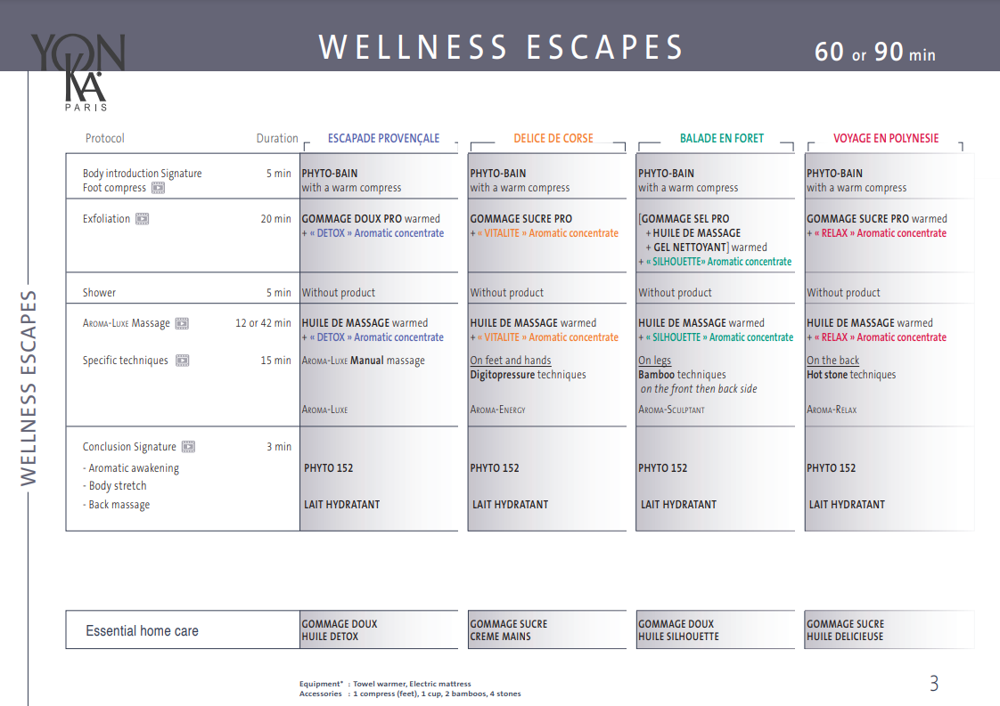 YON
KA
PARIS
WELLNESS ESCAPES
60 or 90 min
WELLNESS ESCAPES
Protocol Duration ESCAPADE PROVENÇALE DELICE DE CORSE BALADE EN FORET VOYAGE EN POLYNESIE
Body introduction Signature 5 min PHYTO-BAIN PHYTO-BAIN PHYTO-BAIN PHYTO-BAIN
Foot compress with a warm compress with a warm compress with a warm compress with a warm compress
Exfoliation 20 min GOMMAGE DOUX PRO warmed GOMMAGE SUCRE PRO [GOMMAGE SEL PRO GOMMAGE SUCRE PRO warmed
+ « DETOX » Aromatic concentrate + « VITALITE » Aromatic concentrate + HUILE DE MASSAGE + « RELAX » Aromatic concentrate
+ GEL NETTOYANT] warmed
+ « SILHOUETTE» Aromatic concentrate
Shower 5 min Without product Without product Without product Without product
AROMA-LUXE Massage 12 or 42 min HUILE DE MASSAGE warmed HUILE DE MASSAGE warmed HUILE DE MASSAGE warmed HUILE DE MASSAGE warmed
+ « DETOX » Aromatic concentrate + « VITALITE » Aromatic concentrate + « SILHOUETTE » Aromatic concentrate + « RELAX » Aromatic concentrate
Specific techniques 15 min AROMA-LUXE Manual massage On feet and hands On legs On the back
Digitopressure techniques Bamboo techniques Hot stone techniques
on the front then back side
AROMA-LUXE AROMA-ENERGY AROMA-SCULPTANT AROMA-RELAX
Conclusion Signature 3 min
- Aromatic awakening PHYTO 152 PHYTO 152 PHYTO 152 PHYTO 152
- Body stretch
- Back massage LAIT HYDRATANT LAIT HYDRATANT LAIT HYDRATANT LAIT HYDRATANT
Essential home care GOMMAGE DOUX GOMMAGE SUCRE GOMMAGE DOUX GOMMAGE SUCRE
HUILE DETOX CREME MAINS HUILE SILHOUETTE HUILE DELICIEUSE
Equipment* : Towel warmer, Electric mattress
Accessories : 1 compress (feet), 1 cup, 2 bamboos, 4 stones
3